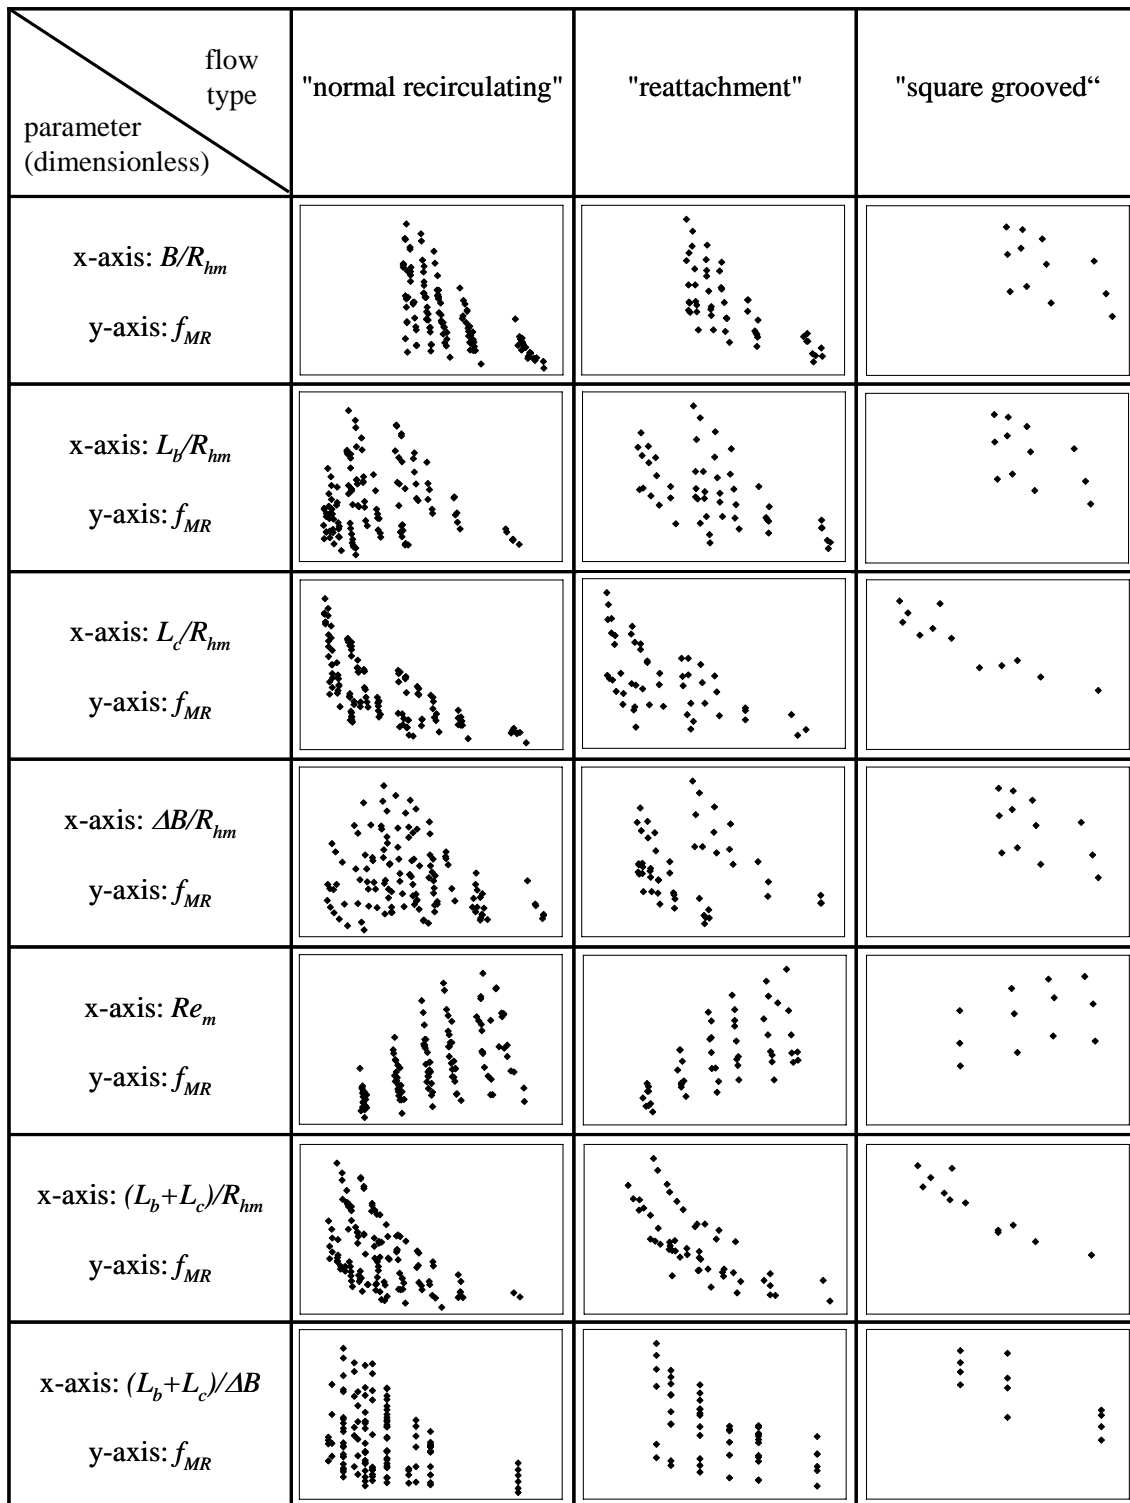 flow
type
parameter
(dimensionless)
"normal recirculating"
"reattachment"
"square grooved“
x-axis: B/R_hm
y-axis: f_MR
x-axis: L_b/R_hm
y-axis: f_MR
x-axis: L_c/R_hm
y-axis: f_MR
x-axis: ΔB/R_hm
y-axis: f_MR
x-axis: Re_m
y-axis: f_MR
x-axis: (L_b+L_c)/R_hm
y-axis: f_MR
x-axis: (L_b+L_c)/ΔB
y-axis: f_MR